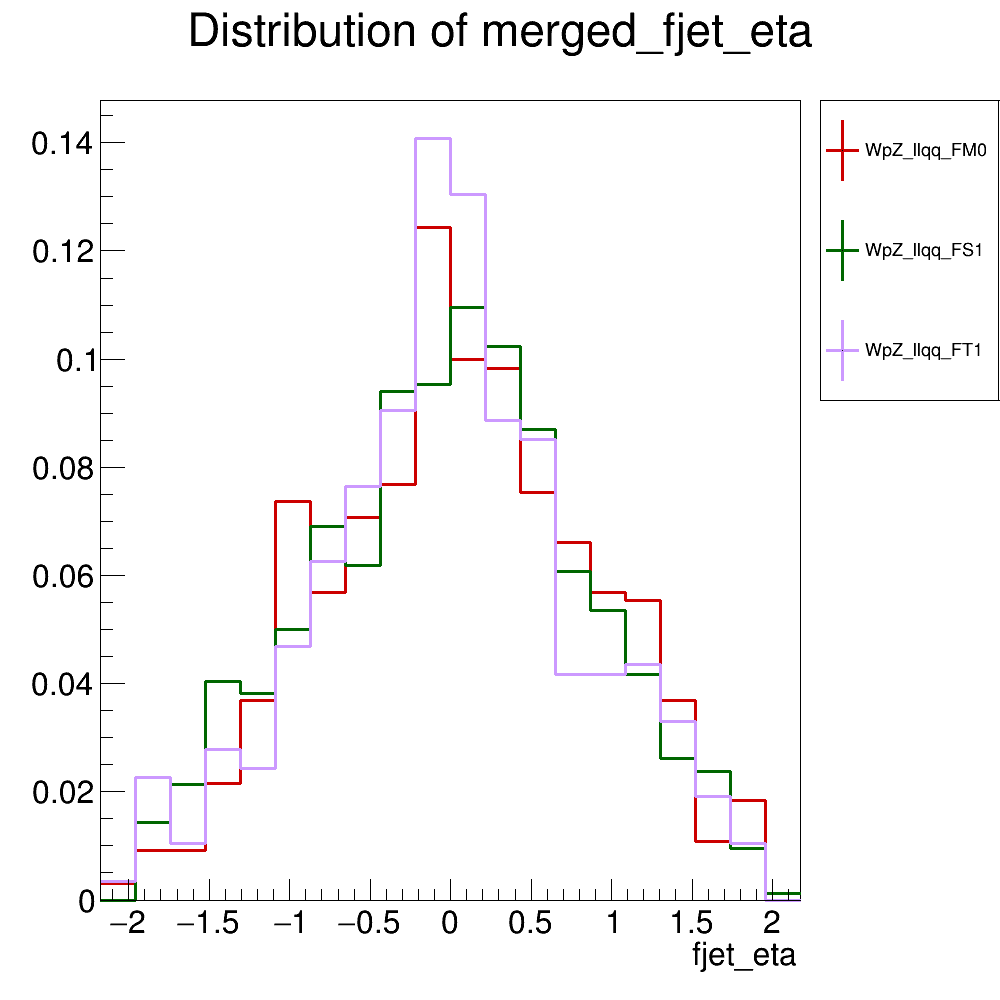 Distribution of merged_fjet_eta
WpZ_llqq_FM0
WpZ_llqq_FS1
WpZ_llqq_FT1
0.14
0.12
0.1
0.08
0.06
0.04
0.02
0
−2 −1.5 −1 −0.5 0 0.5 1 1.5 2
fjet_eta